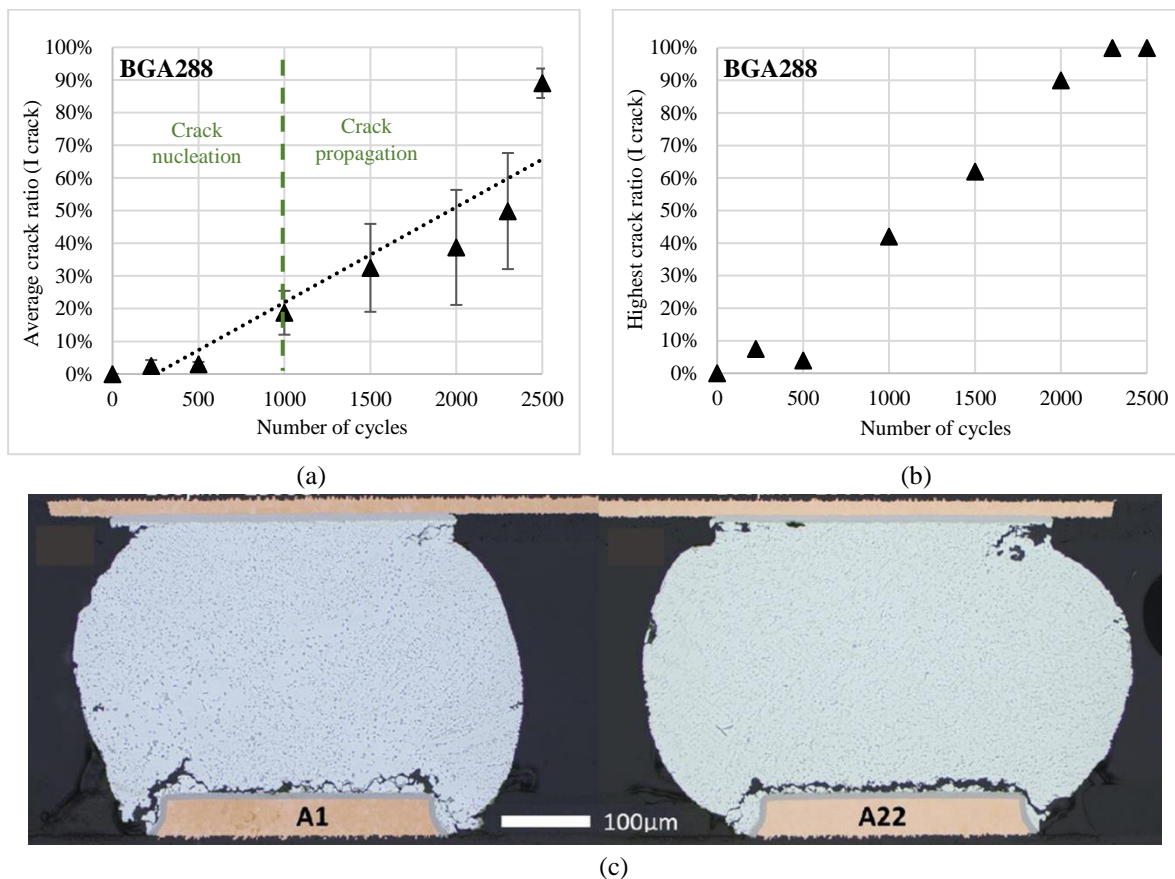 BGA288
100%
90%
80%
70%
60%
50%
40%
30%
20%
10%
0%
Average crack ratio (I crack)
Crack
nucleation
Crack
propagation
0 500 1000 1500 2000 2500
Number of cycles
(a)
BGA288
100%
90%
80%
70%
60%
50%
40%
30%
20%
10%
0%
Highest crack ratio (I crack)
0 500 1000 1500 2000 2500
Number of cycles
(b)
A1
100µm
A22
(c)